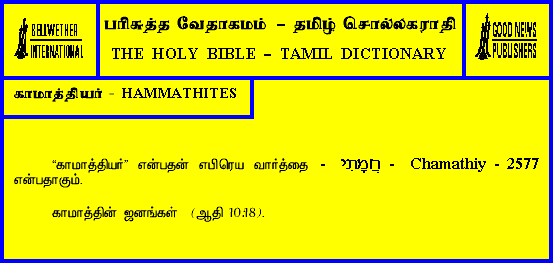 BELLWETHER
INTERNATIONAL
பரிசுத்த வேதாகமம் – தமிழ் சொல்லகராதி
THE HOLY BIBLE – TAMIL DICTIONARY
GOOD NEWS
PUBLISHERS
காமாத்தியர் - HAMMATHITES
“காமாத்தியர்” என்பதன் எபிரெய வார்த்தை - חֲמָתִי - Chamathiy - 2577
என்பதாகும்.
காமாத்தின் ஜனங்கள் (ஆதி 10:18).